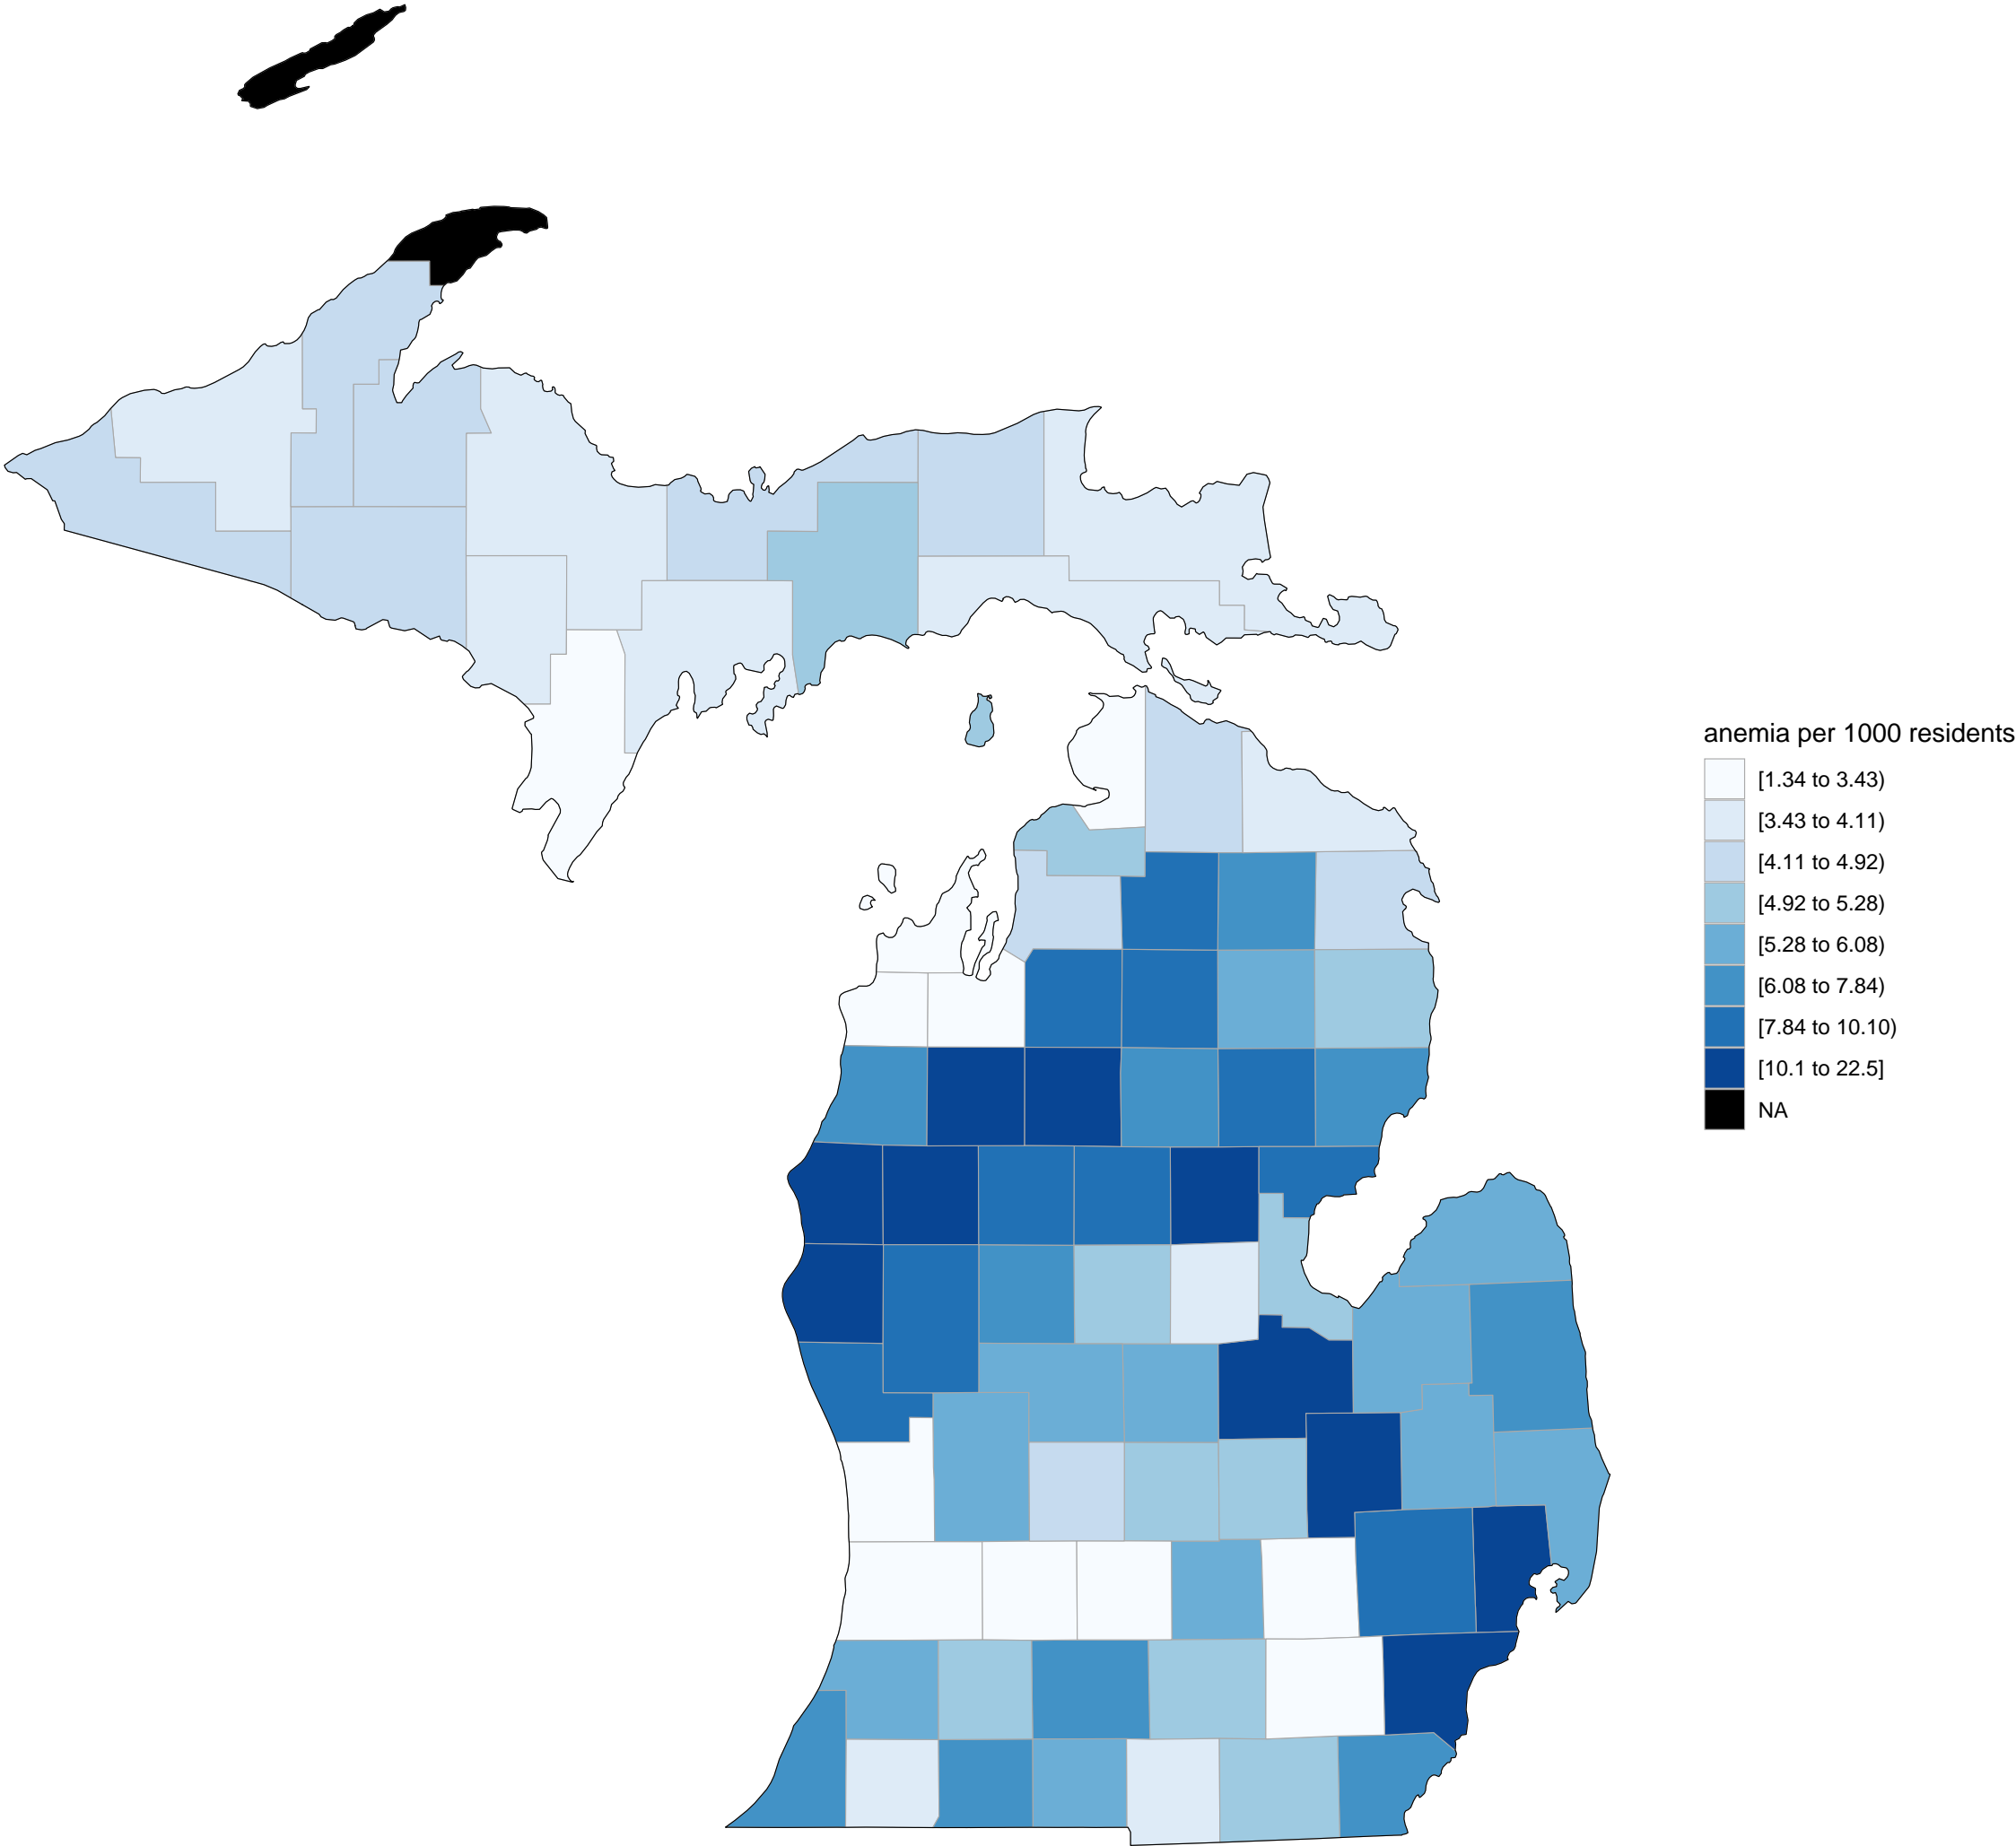 anemia per 1000 residents
[1.34 to 3.43)
[3.43 to 4.11)
[4.11 to 4.92)
[4.92 to 5.28)
[5.28 to 6.08)
[6.08 to 7.84)
[7.84 to 10.10)
[10.1 to 22.5]
NA